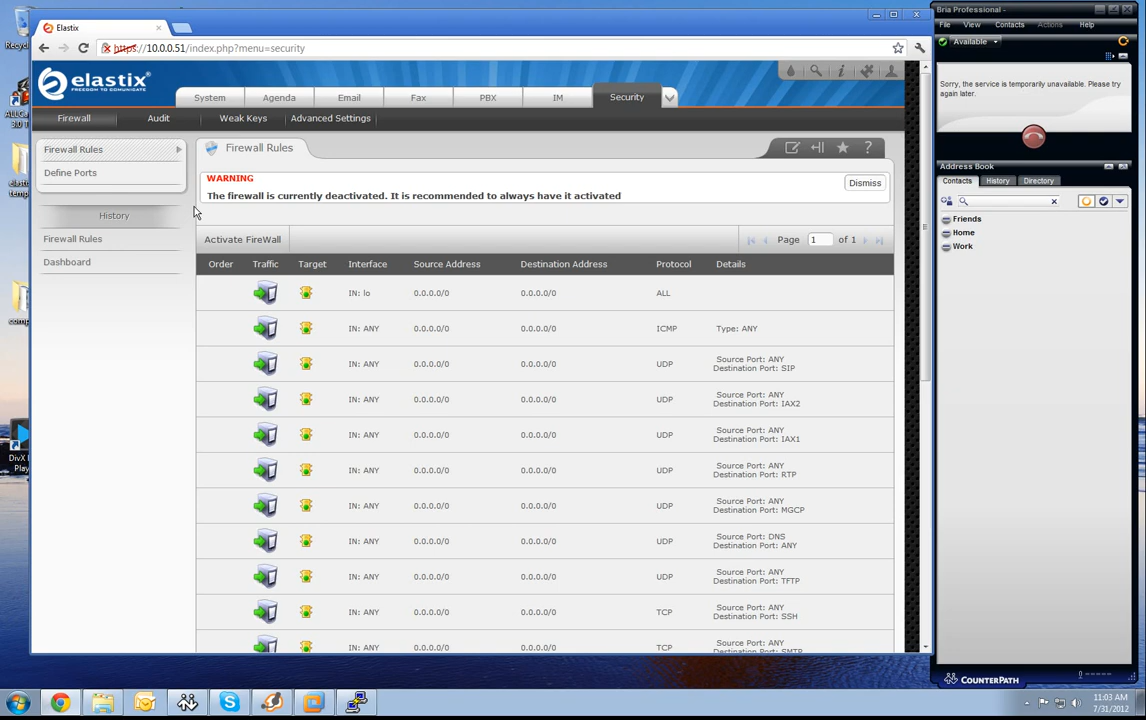 Elastix
https://10.0.0.51/index.php?menu=security
elastix
FREEDOM TO COMMUNICATE
System
Agenda
Email
Fax
PBX
IM
Security
Firewall
Audit
Weak Keys
Advanced Settings
Firewall Rules
Define Ports
History
Firewall Rules
Dashboard
Firewall Rules
WARNING
The firewall is currently deactivated. It is recommended to always have it activated
Dismiss
Activate FireWall
Page 1 of 1
Order Traffic Target Interface Source Address Destination Address Protocol Details
IN: lo 0.0.0.0/0 0.0.0.0/0 ALL
IN: ANY 0.0.0.0/0 0.0.0.0/0 ICMP Type: ANY
IN: ANY 0.0.0.0/0 0.0.0.0/0 UDP Source Port: ANY
Destination Port: SIP
IN: ANY 0.0.0.0/0 0.0.0.0/0 UDP Source Port: ANY
Destination Port: IAX2
IN: ANY 0.0.0.0/0 0.0.0.0/0 UDP Source Port: ANY
Destination Port: IAX1
IN: ANY 0.0.0.0/0 0.0.0.0/0 UDP Source Port: ANY
Destination Port: RTP
IN: ANY 0.0.0.0/0 0.0.0.0/0 UDP Source Port: ANY
Destination Port: MGCP
IN: ANY 0.0.0.0/0 0.0.0.0/0 UDP Source Port: DNS
Destination Port: ANY
IN: ANY 0.0.0.0/0 0.0.0.0/0 UDP Source Port: ANY
Destination Port: TFTP
IN: ANY 0.0.0.0/0 0.0.0.0/0 TCP Source Port: ANY
Destination Port: SSH
IN: ANY 0.0.0.0/0 0.0.0.0/0 TCP Source Port: ANY
Destination Port: SMTP
Bria Professional -
File View Contacts Actions Help
Available
Sorry, the service is temporarily unavailable. Please try
again later.
Address Book
Contacts History Directory
Friends
Home
Work
COUNTERPATH
Recyc
ALLCa
3.0 T
elasti
temp
comp
DivX
Play
11:03 AM
7/31/2012